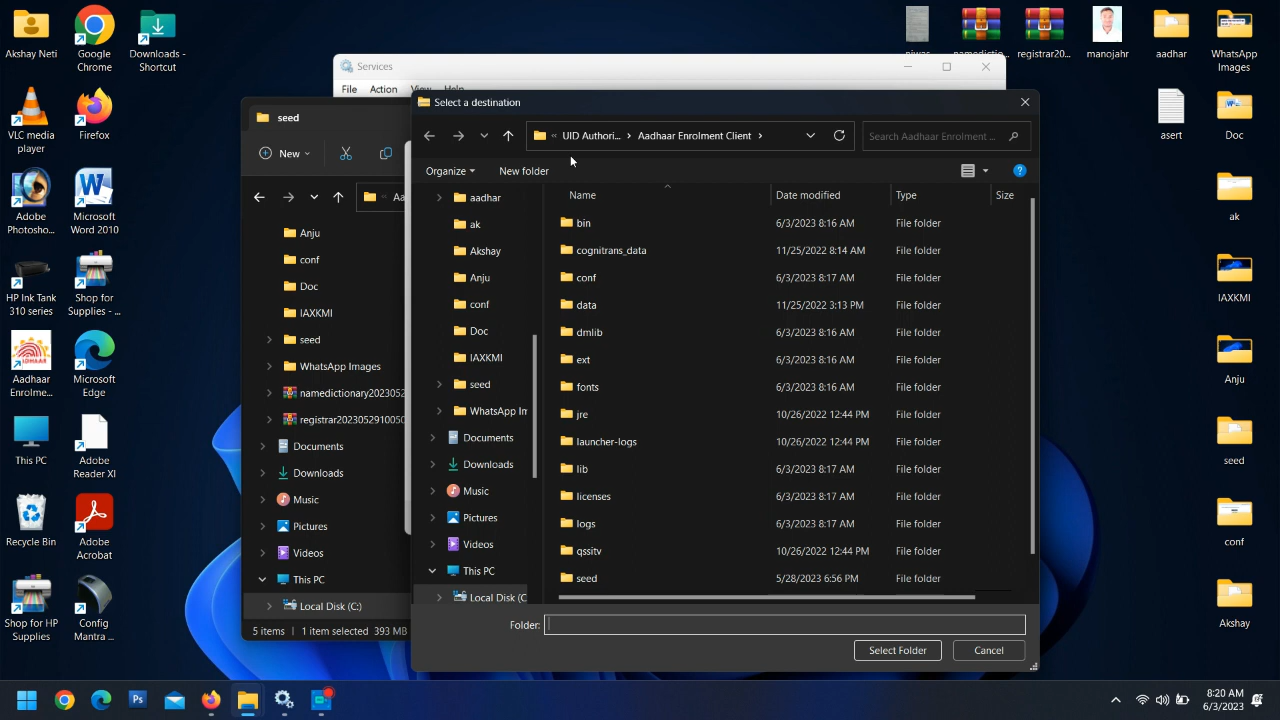 Akshay Neti
Google
Chrome
Downloads -
Shortcut
VLC media
player
Firefox
Adobe
Photosho...
Microsoft
Word 2010
HP Ink Tank
310 series
Shop for
Supplies - ...
Aadhaar
Enrolme...
Microsoft
Edge
This PC
Adobe
Reader XI
Recycle Bin
Adobe
Acrobat
Shop for HP
Supplies
Config
Mantra ...
registrar20...
manojahr
aadhar
WhatsApp
Images
asert
Doc
ak
IAXKMI
Anju
seed
conf
Akshay
Services
File Action View Help
seed
New
Anju
conf
Doc
IAXKMI
seed
WhatsApp Images
namedictionary202305
registrar2023052910050
Documents
Downloads
Music
Pictures
Videos
This PC
Local Disk (C:)
5 items 1 item selected 393 MB
Select a destination
« UID Authori... › Aadhaar Enrolment Client ›
Search Aadhaar Enrolment ...
Organize New folder
aadhar
ak
Akshay
Anju
conf
Doc
IAXKMI
seed
WhatsApp Im
Documents
Downloads
Music
Pictures
Videos
This PC
Local Disk (C
Name Date modified Type Size
bin 6/3/2023 8:16 AM File folder
cognitrans_data 11/25/2022 8:14 AM File folder
conf 6/3/2023 8:17 AM File folder
data 11/25/2022 3:13 PM File folder
dmlib 6/3/2023 8:16 AM File folder
ext 6/3/2023 8:16 AM File folder
fonts 6/3/2023 8:16 AM File folder
jre 10/26/2022 12:44 PM File folder
launcher-logs 10/26/2022 12:44 PM File folder
lib 6/3/2023 8:17 AM File folder
licenses 6/3/2023 8:17 AM File folder
logs 6/3/2023 8:17 AM File folder
qssitv 10/26/2022 12:44 PM File folder
seed 5/28/2023 6:56 PM File folder
Folder:
Select Folder Cancel
8:20 AM
6/3/2023